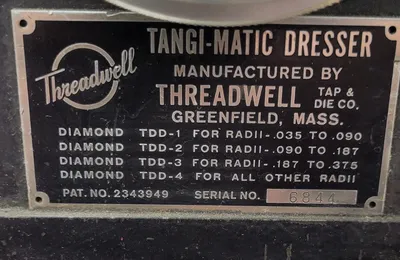 Threadwell
TANGI-MATIC DRESSER
MANUFACTURED BY
THREADWELL TAP & DIE CO.
GREENFIELD, MASS.
DIAMOND TDD-1 FOR RADII-.035 TO .090
DIAMOND TDD-2 FOR RADII-.090 TO .187
DIAMOND TDD-3 FOR RADII-.187 TO .375
DIAMOND TDD-4 FOR ALL OTHER RADII
PAT. NO. 2343949 SERIAL NO. 6844